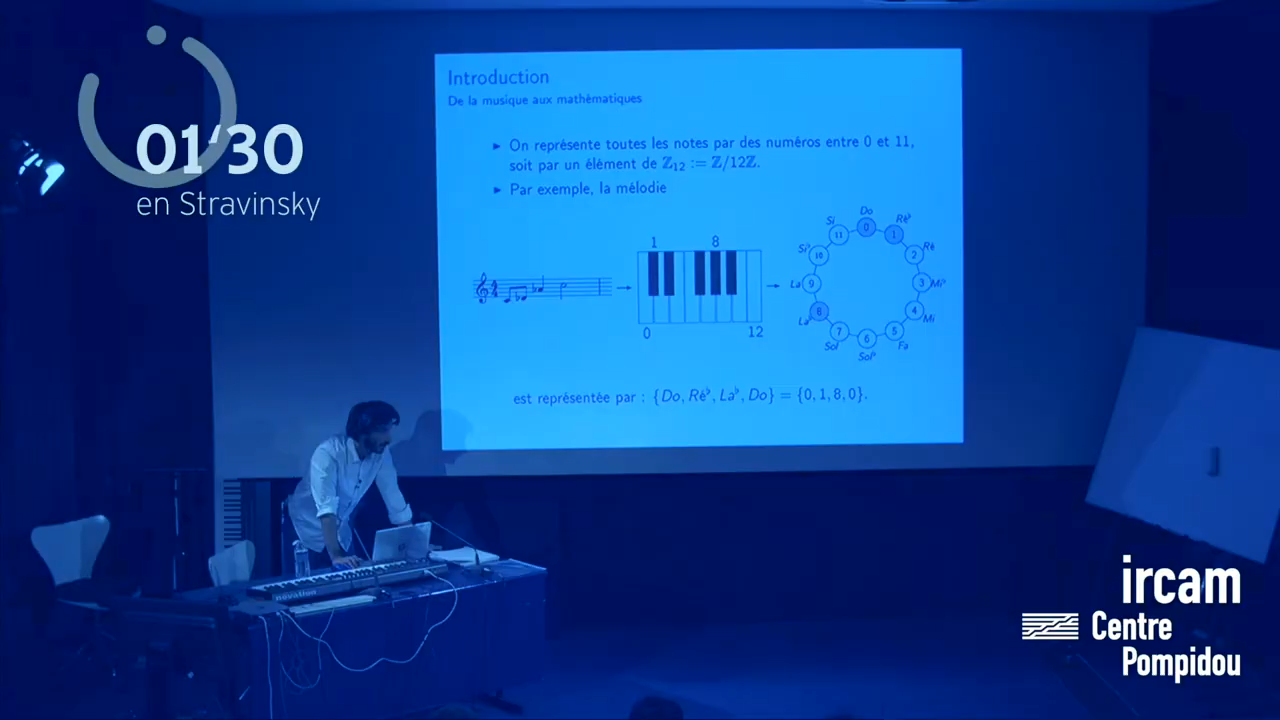 01'30
en Stravinsky
Introduction
De la musique aux mathématiques
► On représente toutes les notes par des numéros entre 0 et 11,
soit par un élément de ℤ₁₂ := ℤ/12ℤ.
► Par exemple, la mélodie
1 8
0 12
Do
Ré♭
Ré
Mi♭
Mi
Fa
Sol♭
Sol
La♭
La
Si♭
Si
0
1
2
3
4
5
6
7
8
9
10
11
est représentée par : {Do, Ré♭, La♭, Do} = {0, 1, 8, 0}.
novation
ircam
Centre
Pompidou